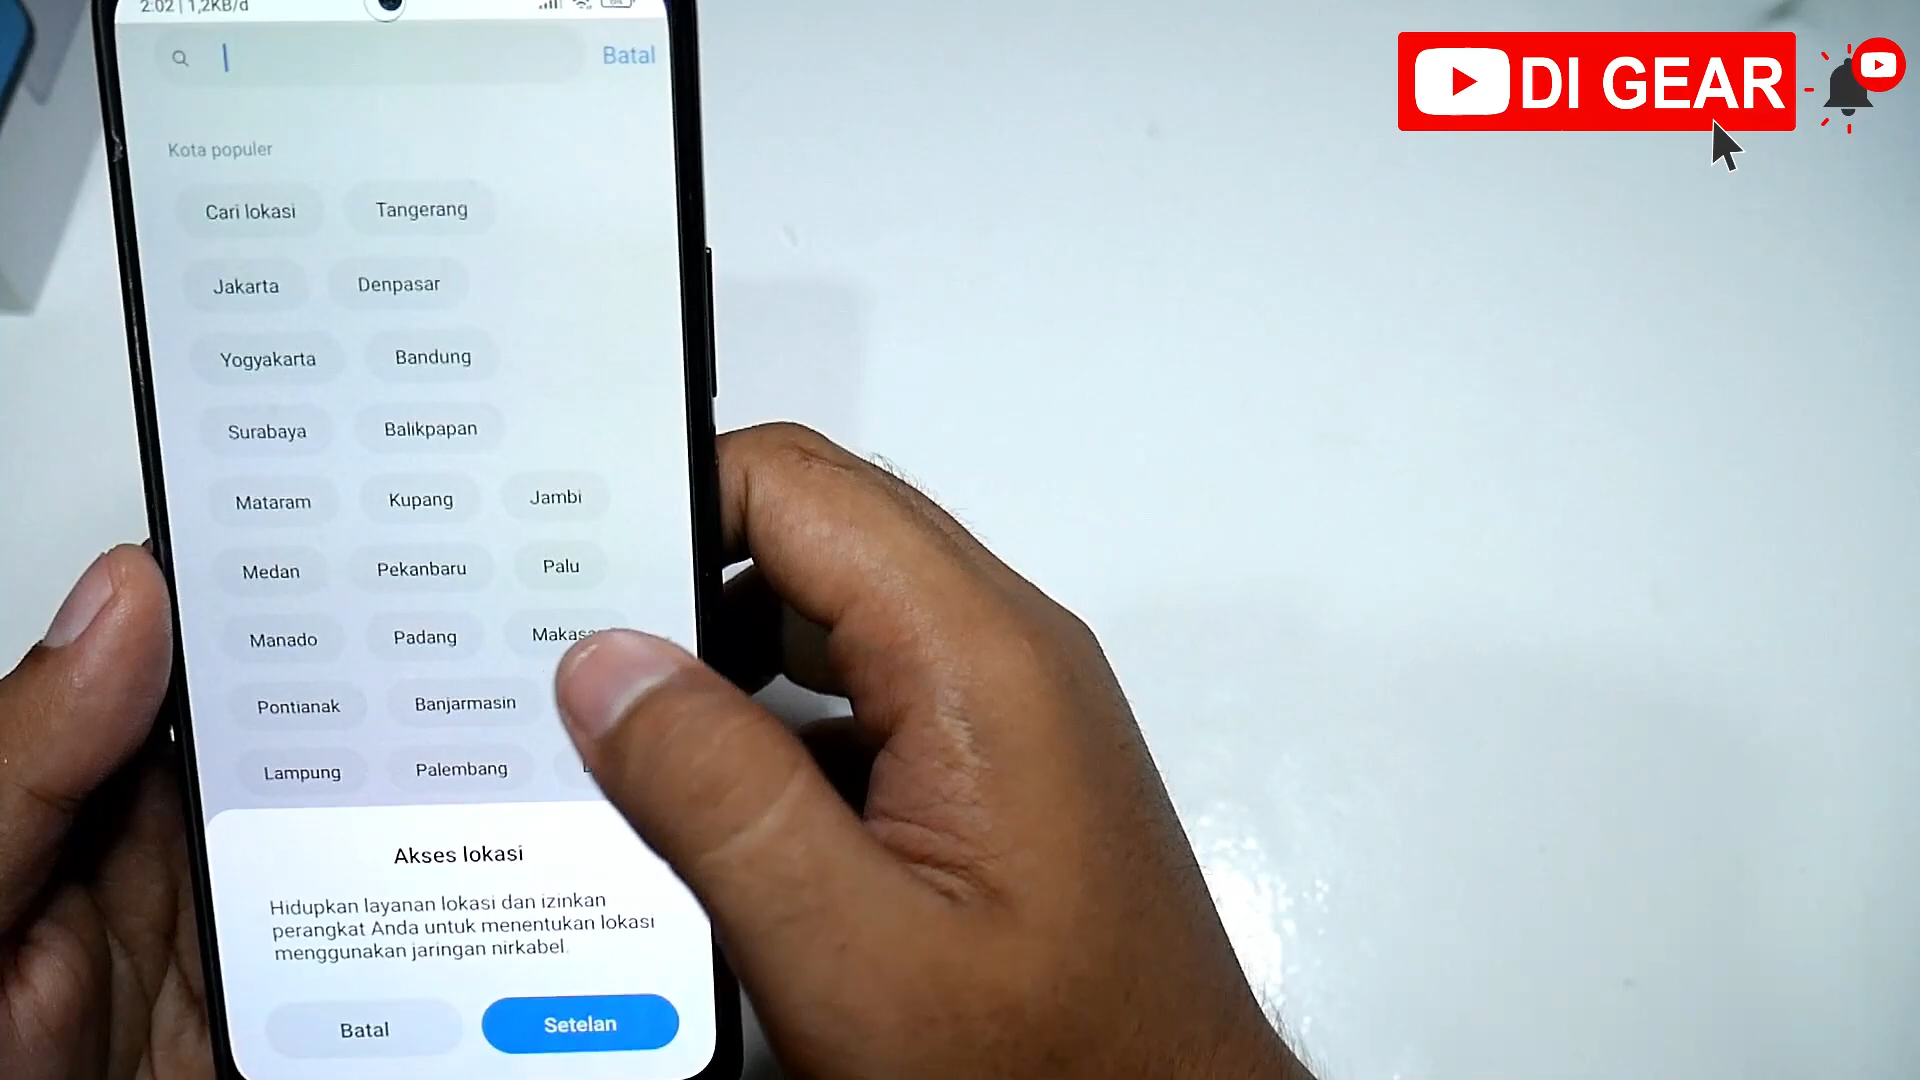 2:02 | 1,2KB/d
DI GEAR
Batal
Kota populer
Cari lokasi
Tangerang
Jakarta
Denpasar
Yogyakarta
Bandung
Surabaya
Balikpapan
Mataram
Kupang
Jambi
Medan
Pekanbaru
Palu
Manado
Padang
Pontianak
Banjarmasin
Lampung
Palembang
Akses lokasi
Hidupkan layanan lokasi dan izinkan
perangkat Anda untuk menentukan lokasi
menggunakan jaringan nirkabel.
Batal
Setelan